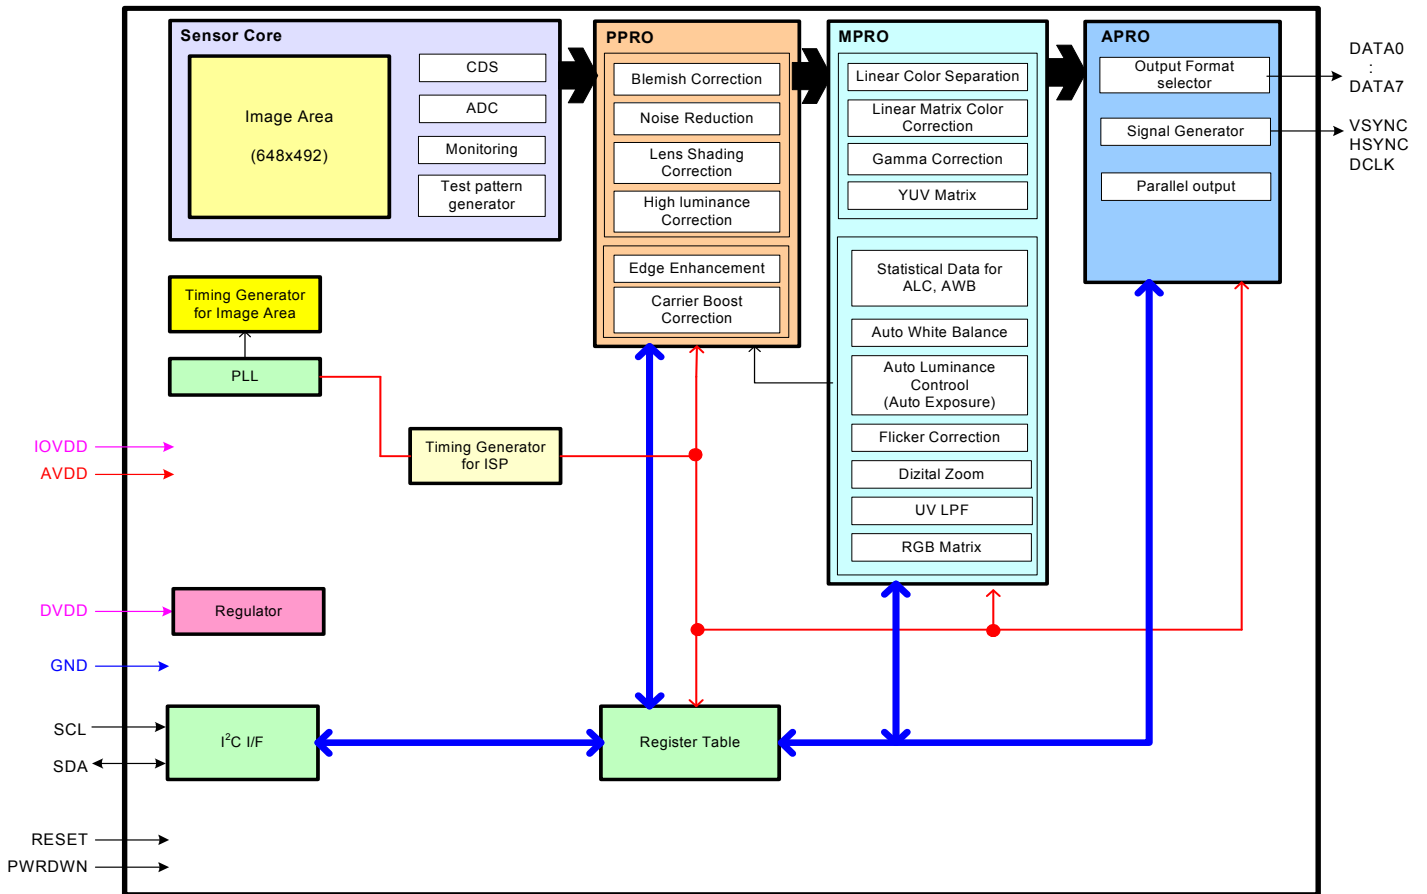 Sensor Core
Image Area
(648x492)
CDS
ADC
Monitoring
Test pattern
generator
PPRO
Blemish Correction
Noise Reduction
Lens Shading
Correction
High luminance
Correction
Edge Enhancement
Carrier Boost
Correction
MPRO
Linear Color Separation
Linear Matrix Color
Correction
Gamma Correction
YUV Matrix
Statistical Data for
ALC, AWB
Auto White Balance
Auto Luminance
Controol
(Auto Exposure)
Flicker Correction
Dizital Zoom
UV LPF
RGB Matrix
APRO
Output Format
selector
Signal Generator
Parallel output
DATA0
:
DATA7
VSYNC
HSYNC
DCLK
Timing Generator
for Image Area
PLL
Timing Generator
for ISP
IOVDD
AVDD
DVDD
Regulator
GND
SCL
SDA
I²C I/F
Register Table
RESET
PWRDWN